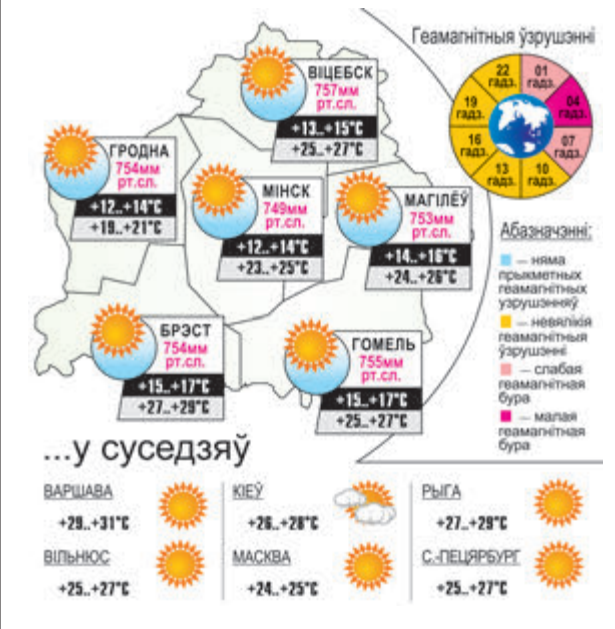 Геамагнітныя ўзрушэнні
22 гадз.
01 гадз.
04 гадз.
07 гадз.
10 гадз.
13 гадз.
16 гадз.
19 гадз.
ВІЦЕБСК
757мм
рт.сл.
+13..+15°C
+25..+27°C
ГРОДНА
754мм
рт.сл.
+12..+14°C
+19..+21°C
МІНСК
749мм
рт.сл.
+12..+14°C
+23..+25°C
МАГІЛЁЎ
753мм
рт.сл.
+14..+16°C
+24..+26°C
БРЭСТ
754мм
рт.сл.
+15..+17°C
+27..+29°C
ГОМЕЛЬ
755мм
рт.сл.
+15..+17°C
+25..+27°C
Абазначэнні:
– няма
прыкметных
геамагнітных
узрушэнняў
– невялікія
геамагнітныя
ўзрушэнні
– слабая
геамагнітная
бура
– малая
геамагнітная
бура
...у суседзяў
ВАРШАВА
+29..+31°C
КІЕЎ
+26..+28°C
РЫГА
+27..+29°C
ВІЛЬНЮС
+25..+27°C
МАСКВА
+24..+25°C
С.-ПЕЦЯРБУРГ
+25..+27°C